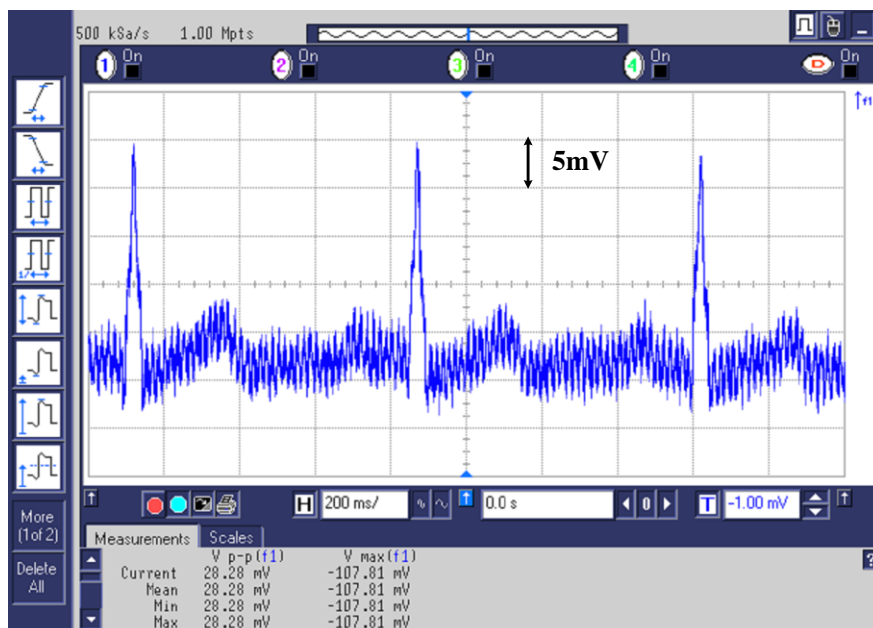 500 kSa/s 1.00 Mpts
1 On 2 On 3 On 4 On D On
f1
5mV
1/
H 200 ms/ 0.0 s 0 T -1.00 mV
More
(1of 2)
Delete
All
Measurements Scales
V p-p(f1) V max(f1)
Current 28.28 mV -107.81 mV
Mean 28.28 mV -107.81 mV
Min 28.28 mV -107.81 mV
Max 28.28 mV -107.81 mV
?